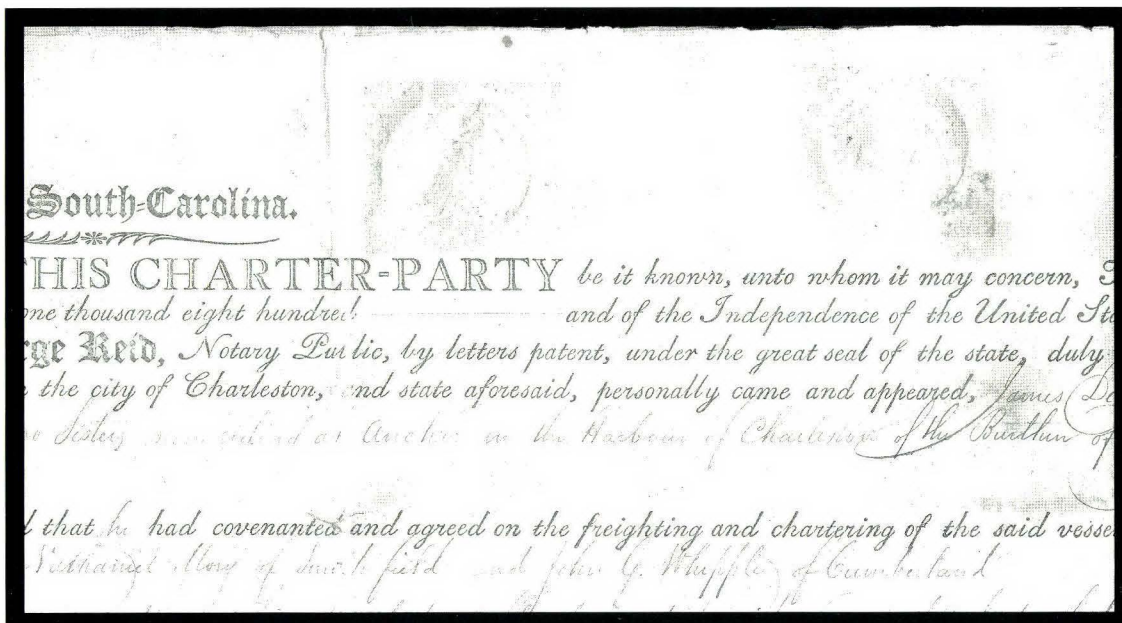 South-Carolina.
THIS CHARTER-PARTY be it known, unto whom it may concern,
one thousand eight hundred and of the Independence of the United Sta
rge Reid, Notary Public, by letters patent, under the great seal of the state, duly
the city of Charleston, and state aforesaid, personally came and appeared, James
Sisters at Anchor in the Harbour of Charleston of the Burthen of
d that he had covenanted and agreed on the freighting and chartering of the said vesse
Nathaniel of Smithfield and John G. Whipple of Cumberland